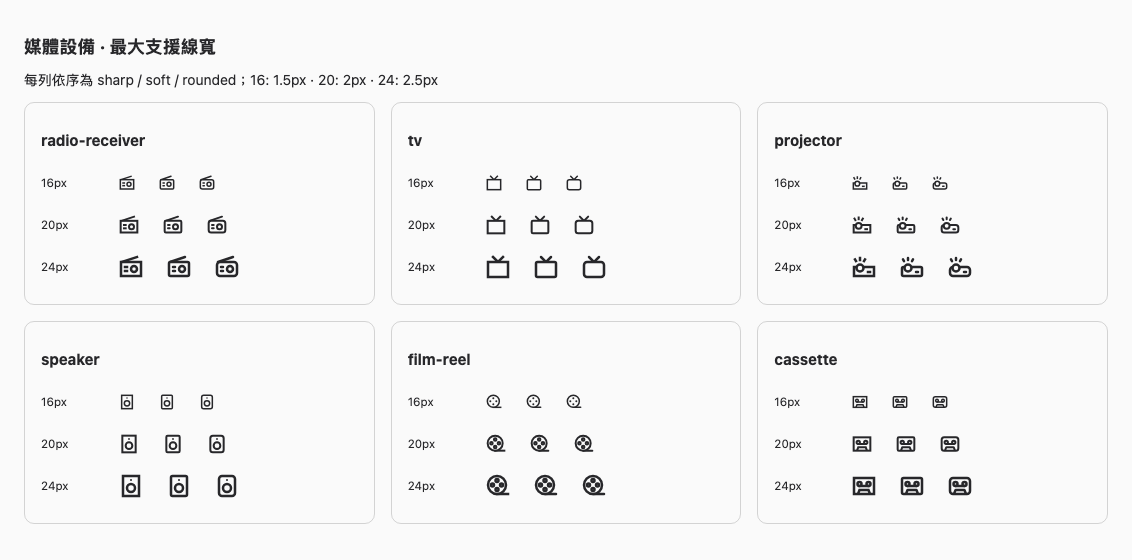 媒體設備 · 最大支援線寬
每列依序為 sharp / soft / rounded；16: 1.5px · 20: 2px · 24: 2.5px
radio-receiver
16px
20px
24px
tv
16px
20px
24px
projector
16px
20px
24px
speaker
16px
20px
24px
film-reel
16px
20px
24px
cassette
16px
20px
24px